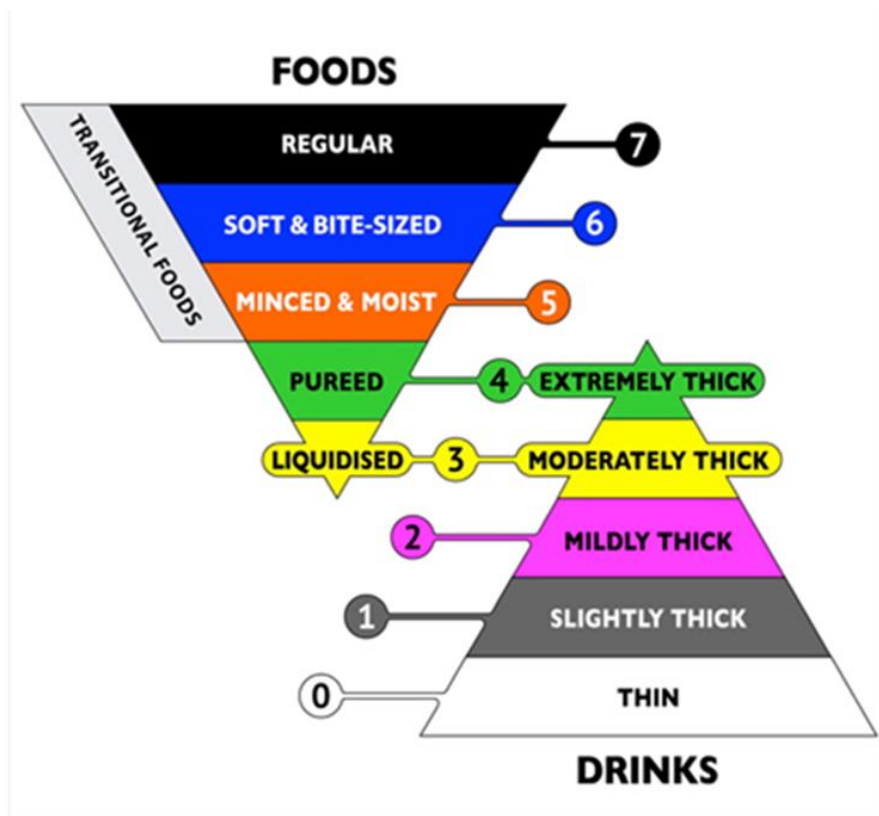 FOODS
TRANSITIONAL FOODS
REGULAR
7
SOFT & BITE-SIZED
6
MINCED & MOIST
5
PUREED
4
EXTREMELY THICK
LIQUIDISED
3
MODERATELY THICK
2
MILDLY THICK
1
SLIGHTLY THICK
0
THIN
DRINKS